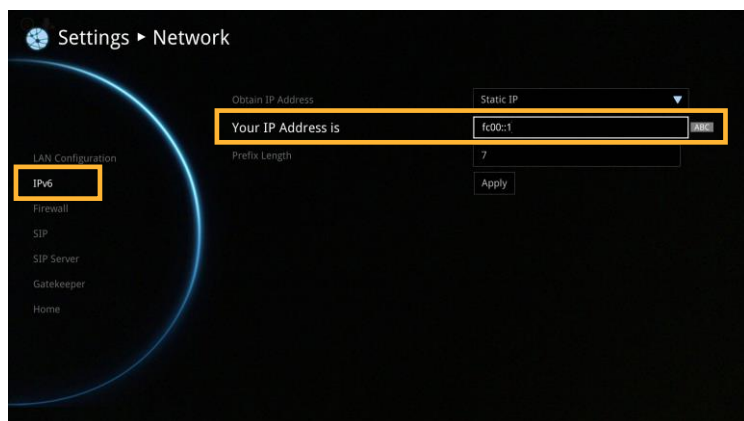 Settings ▸ Network
Obtain IP Address
Static IP
Your IP Address is
fc00::1
ABC
Prefix Length
7
Apply
LAN Configuration
IPv6
Firewall
SIP
SIP Server
Gatekeeper
Home